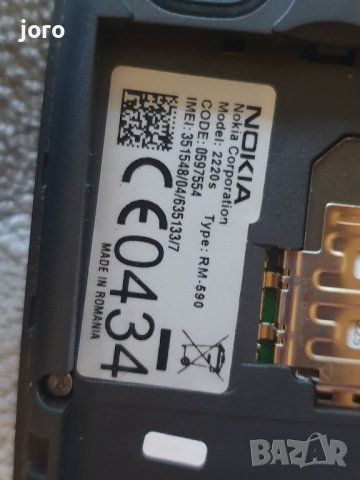 joro
NOKIA
Nokia Corporation
Model: 2220s Type: RM-590
CODE: 0597554
IMEI: 351548/04/635133/7
CE0434
MADE IN ROMANIA
BAZAR